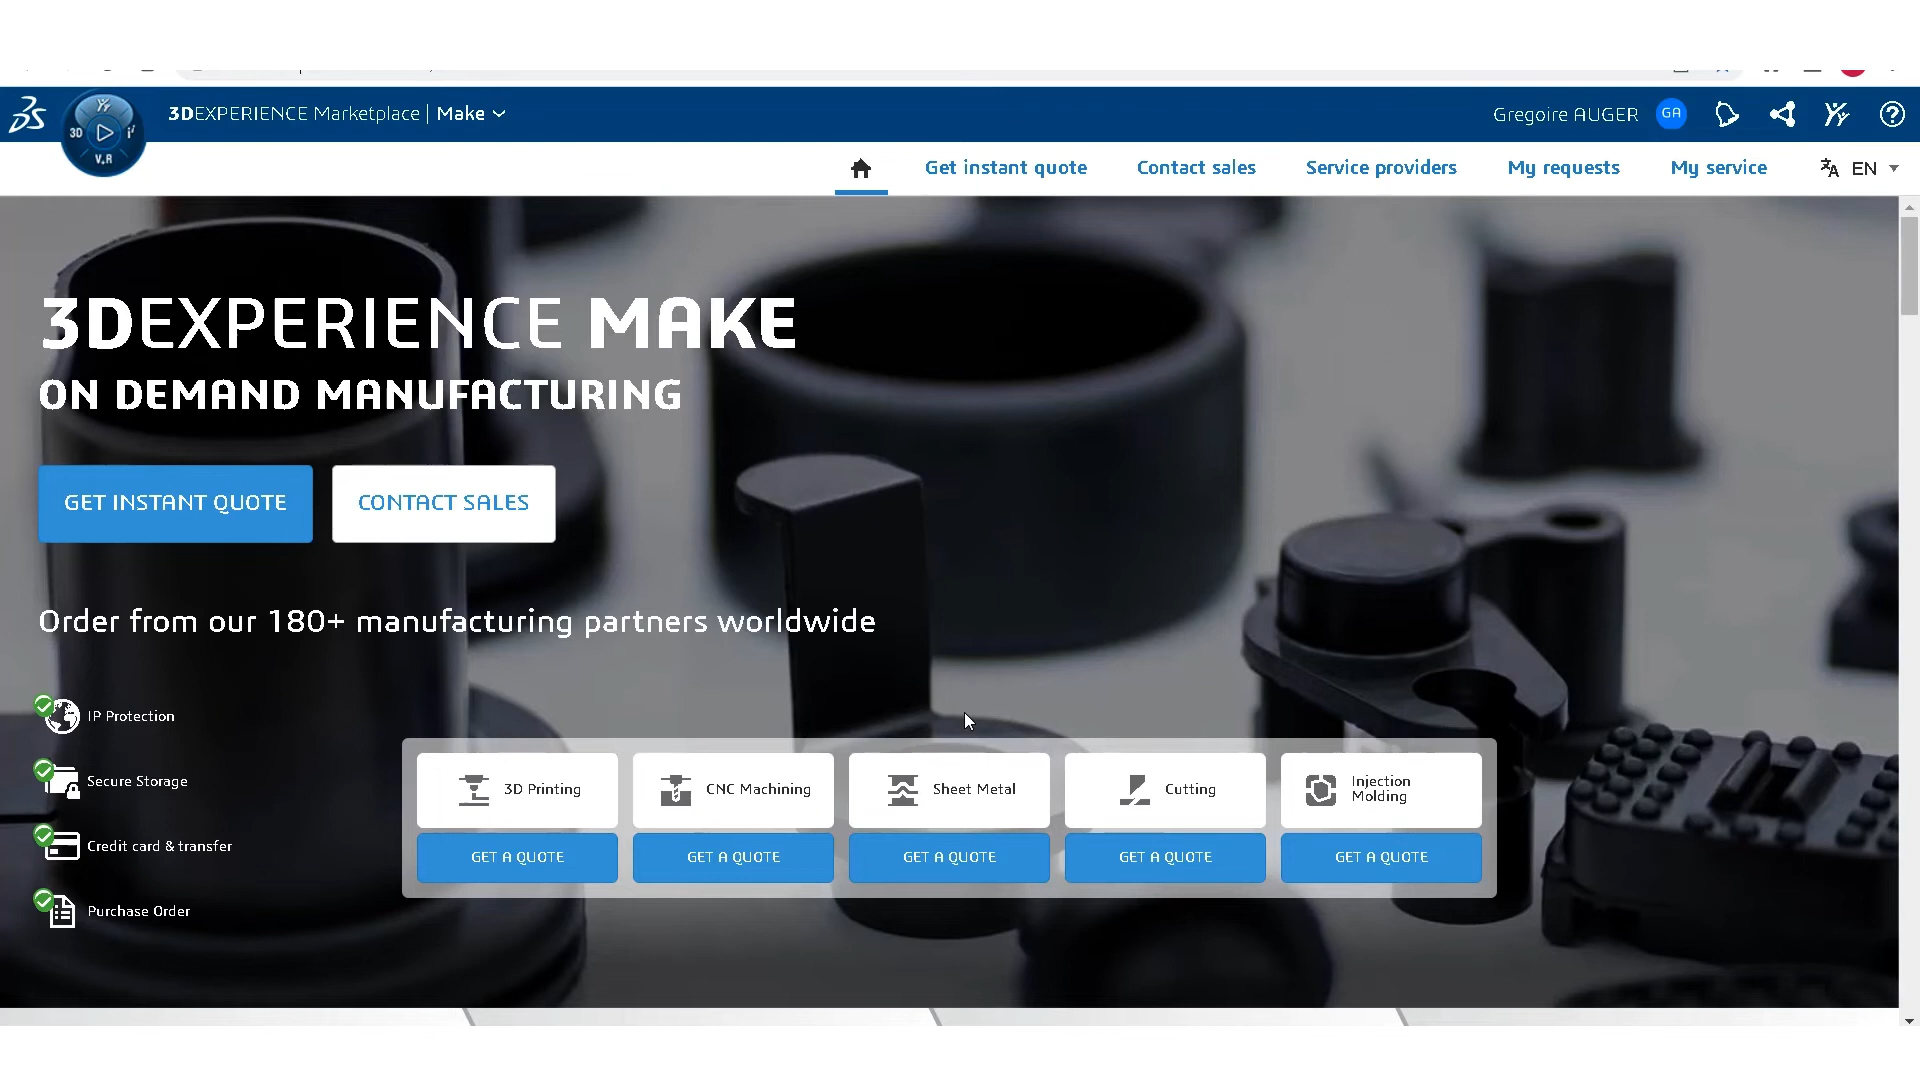 3DEXPERIENCE Marketplace | Make
Gregoire AUGER GA
3D V.R
Get instant quote
Contact sales
Service providers
My requests
My service
EN
3DEXPERIENCE MAKE
ON DEMAND MANUFACTURING
GET INSTANT QUOTE
CONTACT SALES
Order from our 180+ manufacturing partners worldwide
IP Protection
Secure Storage
Credit card & transfer
Purchase Order
3D Printing
CNC Machining
Sheet Metal
Cutting
Injection
Molding
GET A QUOTE
GET A QUOTE
GET A QUOTE
GET A QUOTE
GET A QUOTE